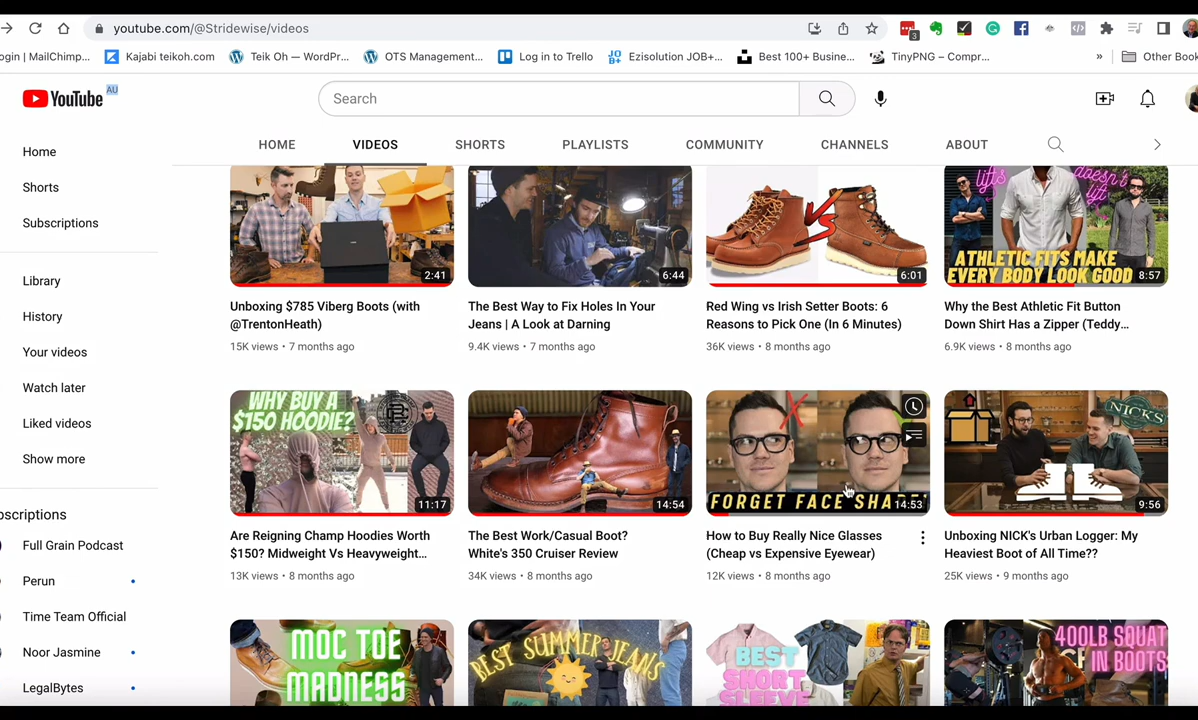 youtube.com/@Stridewise/videos
3
ogin | MailChimp... Kajabi teikoh.com Teik Oh — WordPr... OTS Management... Log in to Trello Ezisolution JOB+... Best 100+ Busine... TinyPNG – Compr... » Other Book
YouTube AU
Search
HOME VIDEOS SHORTS PLAYLISTS COMMUNITY CHANNELS ABOUT
Home
Shorts
Subscriptions
Library
History
Your videos
Watch later
Liked videos
Show more
bscriptions
Full Grain Podcast
Perun
Time Team Official
Noor Jasmine
LegalBytes
2:41
Unboxing $785 Viberg Boots (with
@TrentonHeath)
15K views • 7 months ago
6:44
The Best Way to Fix Holes In Your
Jeans | A Look at Darning
9.4K views • 7 months ago
VS
6:01
Red Wing vs Irish Setter Boots: 6
Reasons to Pick One (In 6 Minutes)
36K views • 8 months ago
lifts doesn't
lift
ATHLETIC FITS MAKE
EVERY BODY LOOK GOOD
8:57
Why the Best Athletic Fit Button
Down Shirt Has a Zipper (Teddy...
6.9K views • 8 months ago
WHY BUY A
$150 HOODIE?
11:17
Are Reigning Champ Hoodies Worth
$150? Midweight Vs Heavyweight...
13K views • 8 months ago
14:54
The Best Work/Casual Boot?
White's 350 Cruiser Review
34K views • 8 months ago
FORGET FACE SHAPE!
14:53
How to Buy Really Nice Glasses
(Cheap vs Expensive Eyewear)
12K views • 8 months ago
NICKS
9:56
Unboxing NICK's Urban Logger: My
Heaviest Boot of All Time??
25K views • 9 months ago
MOC TOE
MADNESS
BEST SUMMER JEANS
BEST
SHORT
SLEEVE
400LB SQUAT
IN BOOTS